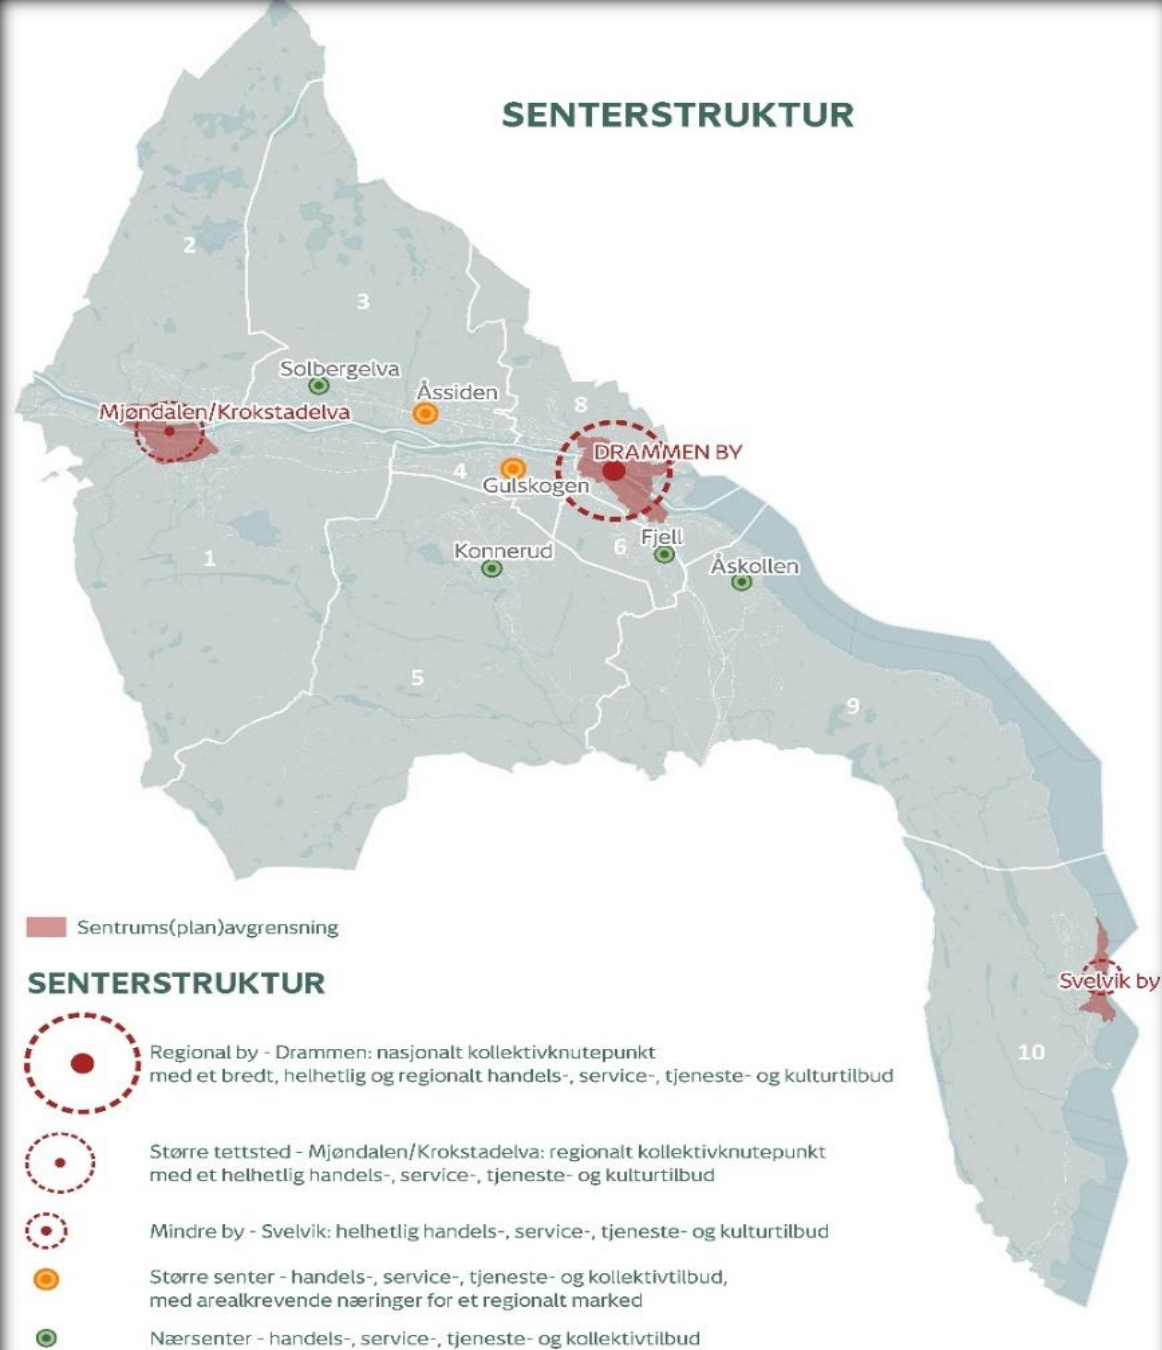 SENTERSTRUKTUR
2
3
Solbergelva
Åssiden
Mjøndalen/Krokstadelva
8
DRAMMEN BY
4
Gulskogen
Konnerud
6
Fjell
Åskollen
1
5
9
Svelvik by
10
Sentrums(plan)avgrensning
SENTERSTRUKTUR
Regional by - Drammen: nasjonalt kollektivknutepunkt
med et bredt, helhetlig og regionalt handels-, service-, tjeneste- og kulturtilbud
Større tettsted - Mjøndalen/Krokstadelva: regionalt kollektivknutepunkt
med et helhetlig handels-, service-, tjeneste- og kulturtilbud
Mindre by - Svelvik: helhetlig handels-, service-, tjeneste- og kulturtilbud
Større senter - handels-, service-, tjeneste- og kollektivtilbud,
med arealkrevende næringer for et regionalt marked
Nærsenter - handels-, service-, tjeneste- og kollektivtilbud